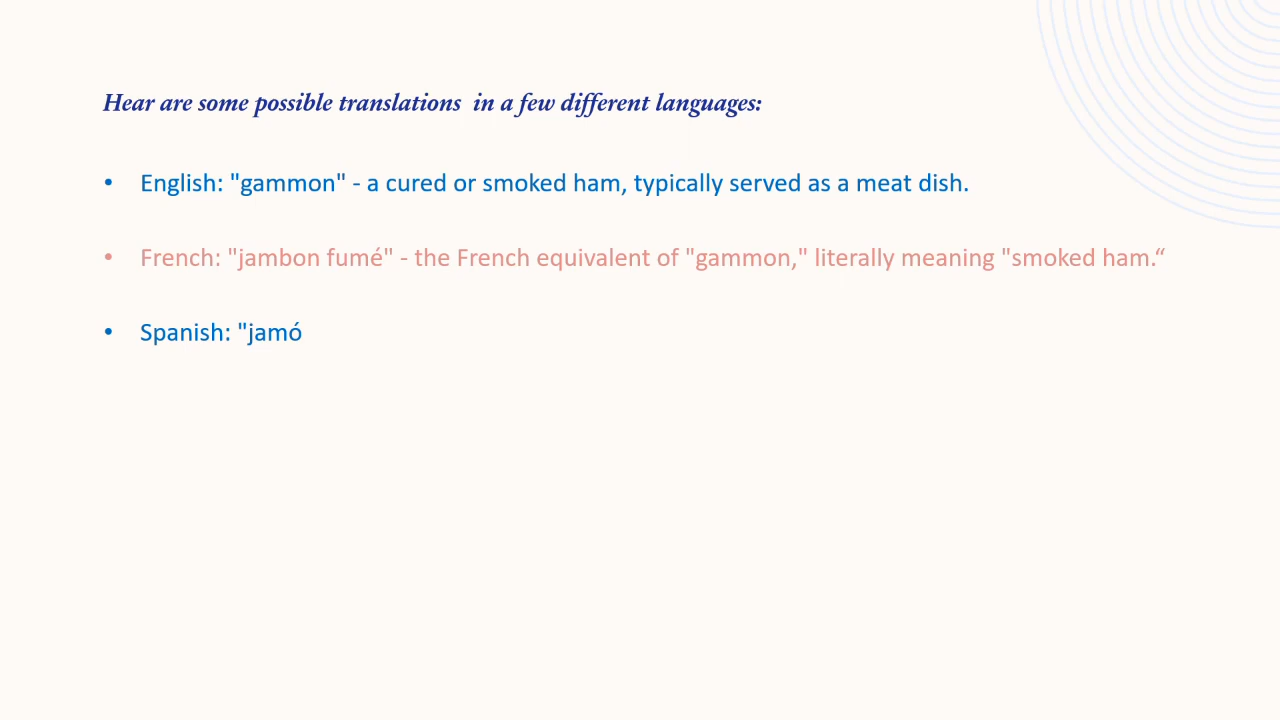 Hear are some possible translations  in a few different languages:
• English: "gammon" - a cured or smoked ham, typically served as a meat dish.
• French: "jambon fumé" - the French equivalent of "gammon," literally meaning "smoked ham.“
• Spanish: "jamó